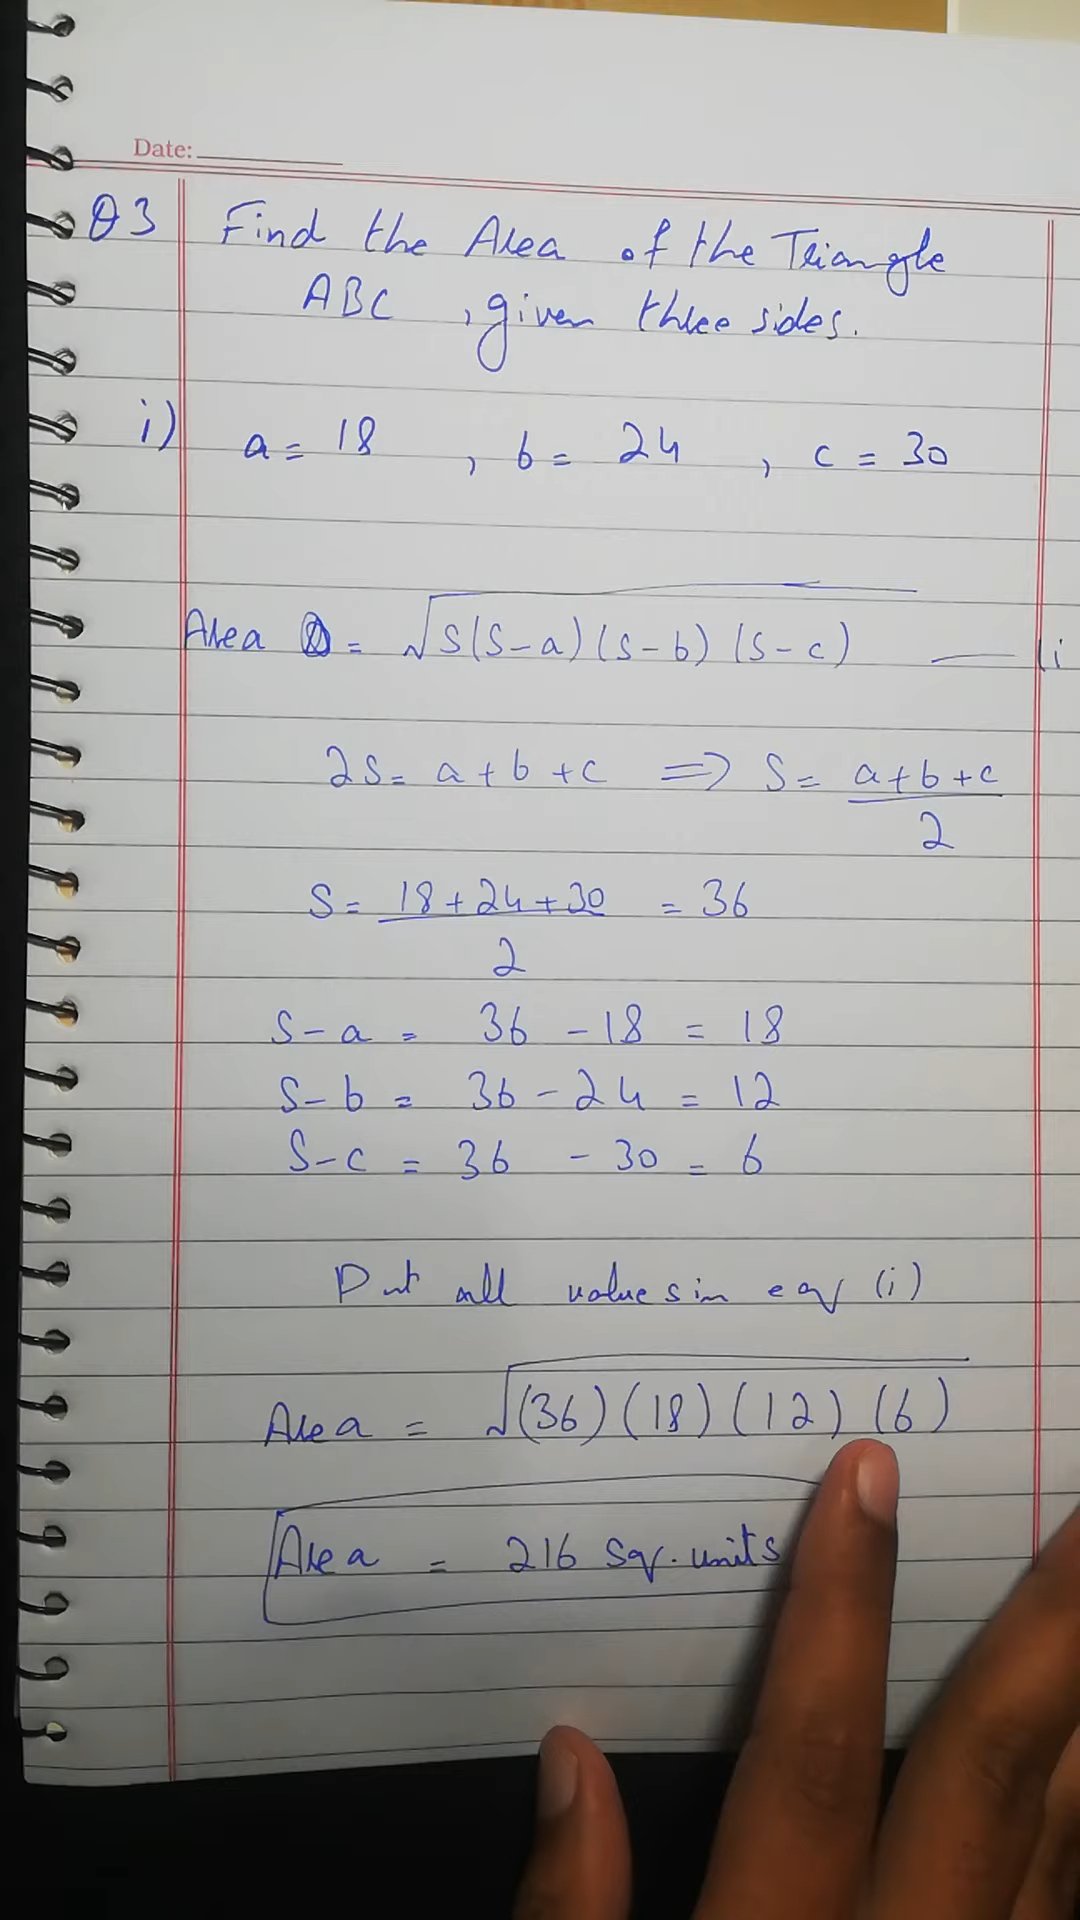 Date:
Q3 Find the Area of the Triangle
ABC, given three sides.
i) a = 18, b = 24, c = 30
Area Δ = √S(S-a)(S-b)(S-c) — (i
2S = a+b+c ⇒ S = a+b+c / 2
S = 18+24+30 / 2 = 36
S-a = 36 - 18 = 18
S-b = 36 - 24 = 12
S-c = 36 - 30 = 6
Put all values in eq (i)
Area = √(36)(18)(12)(6)
Area = 216 sq. units